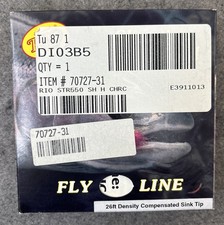 Tu 87 1
DI03B5
QTY = 1
ITEM # 70727-31
RIO STR550 SH H CHRC
E3911013
70727-31
FLY LINE
26ft Density Compensated Sink Tip